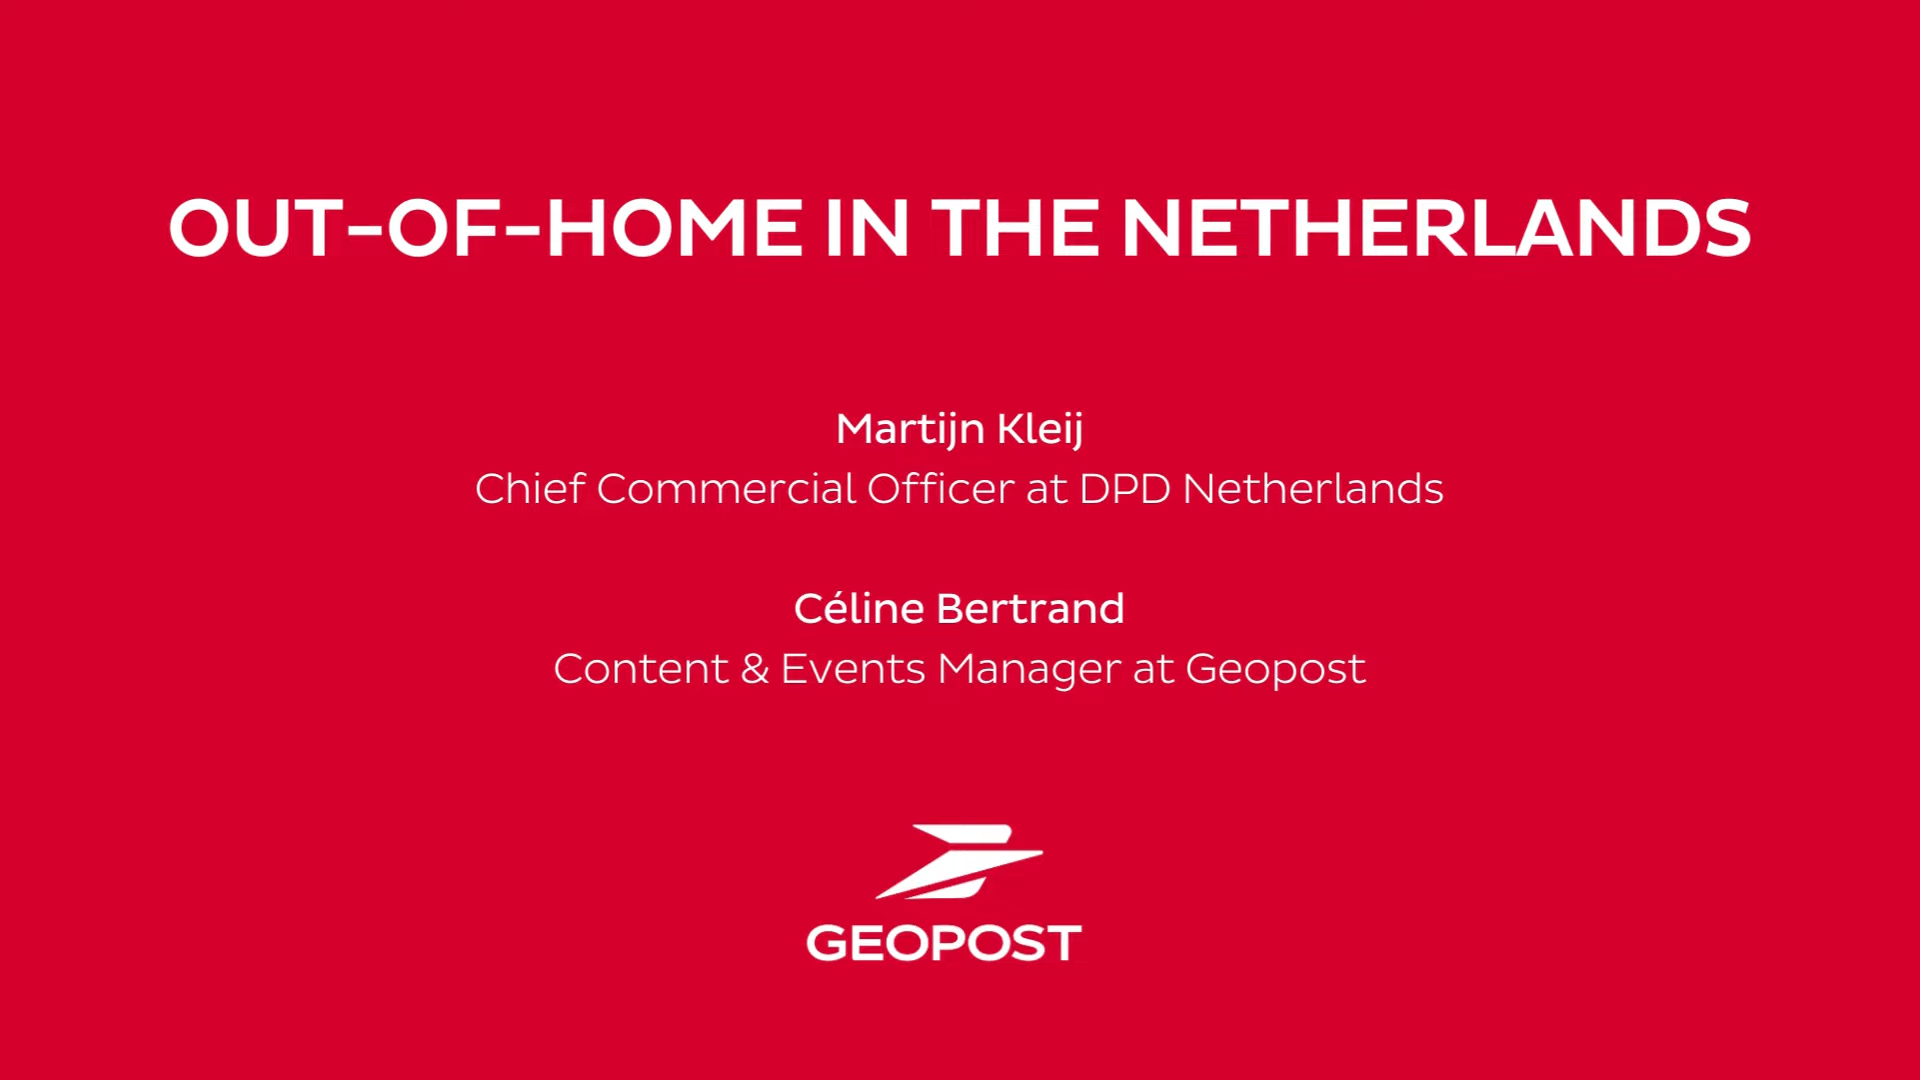 OUT-OF-HOME IN THE NETHERLANDS
Martijn Kleij
Chief Commercial Officer at DPD Netherlands
Céline Bertrand
Content & Events Manager at Geopost
GEOPOST